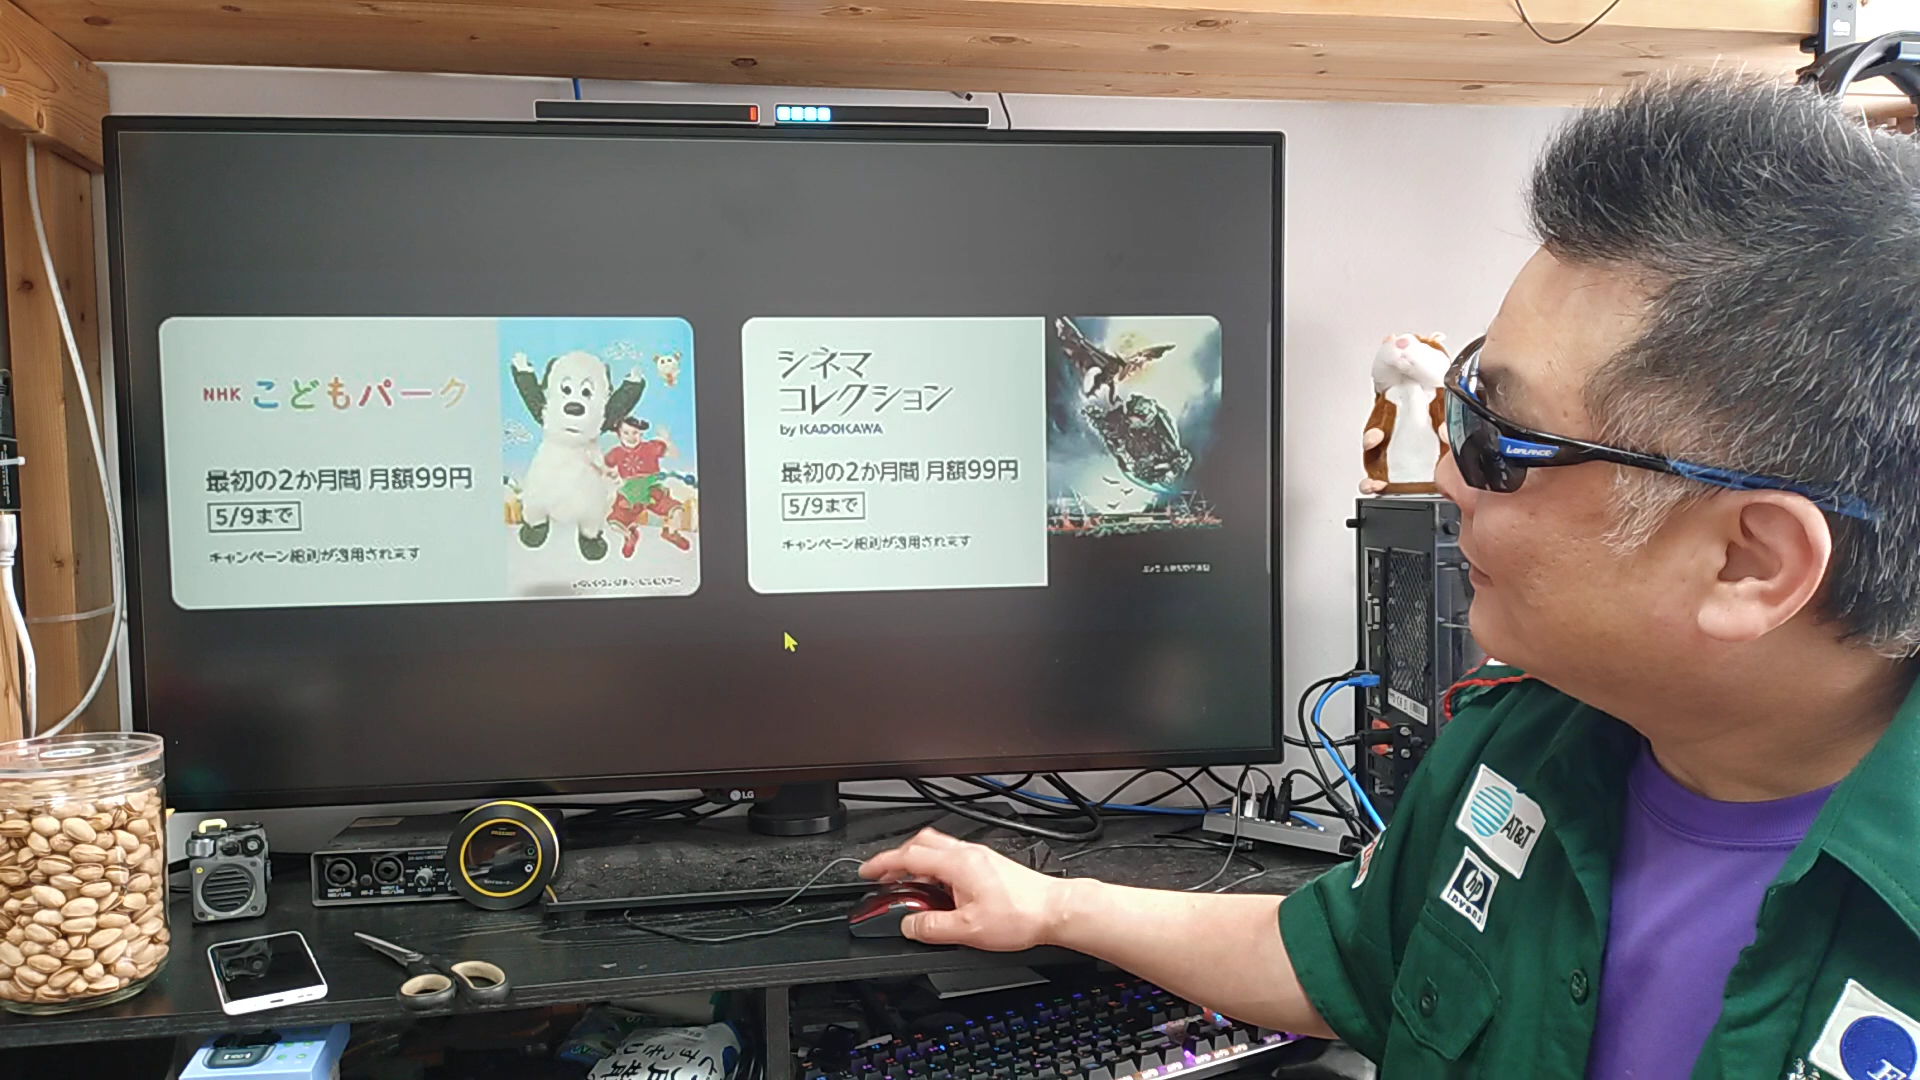 NHK こどもパーク
最初の2か月間 月額99円
5/9まで
キャンペーン細則が適用されます
シネマ
コレクション
by KADOKAWA
最初の2か月間 月額99円
5/9まで
キャンペーン細則が適用されます
LG
AT&T
hp
invent